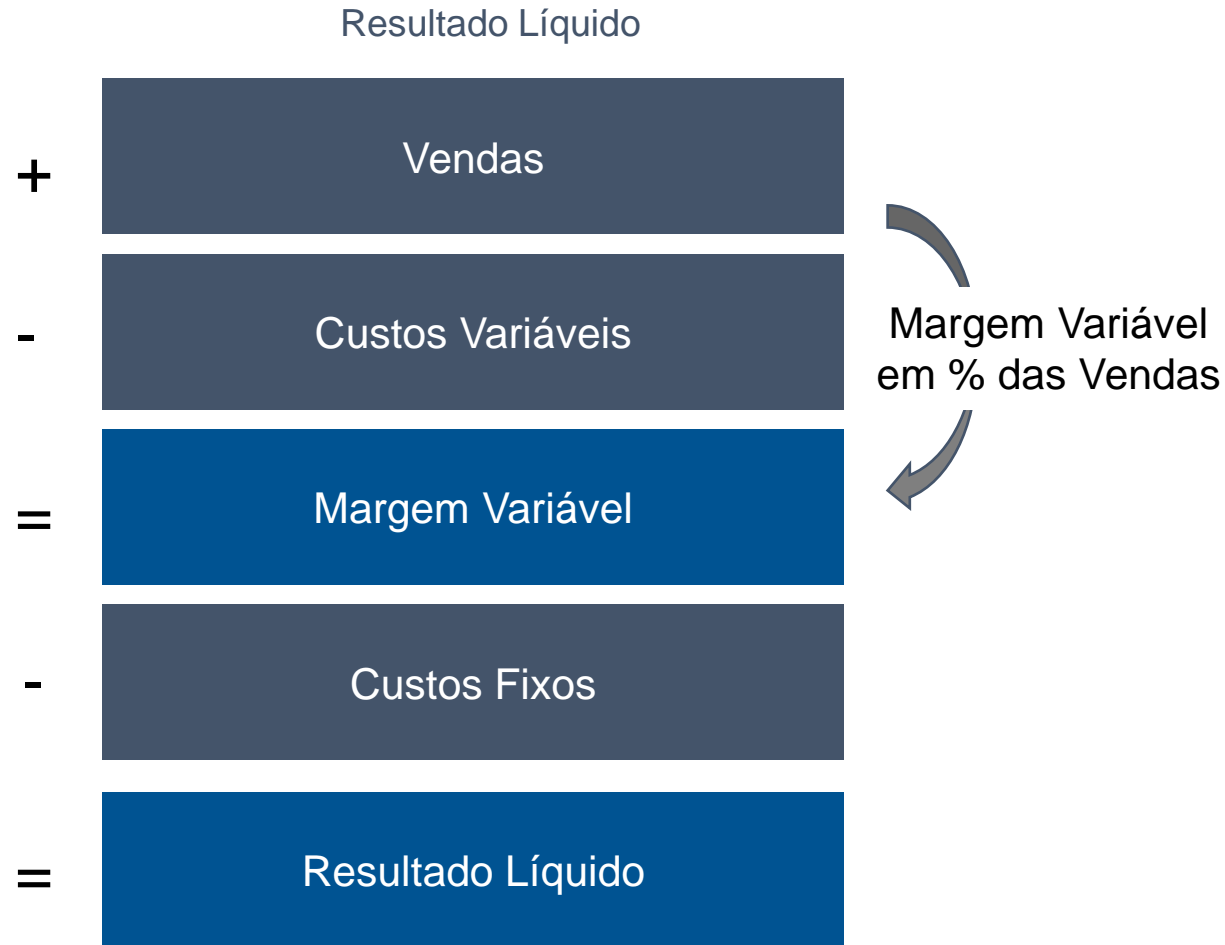 Resultado Líquido
+
Vendas
-
Custos Variáveis
Margem Variável
em % das Vendas
=
Margem Variável
-
Custos Fixos
=
Resultado Líquido